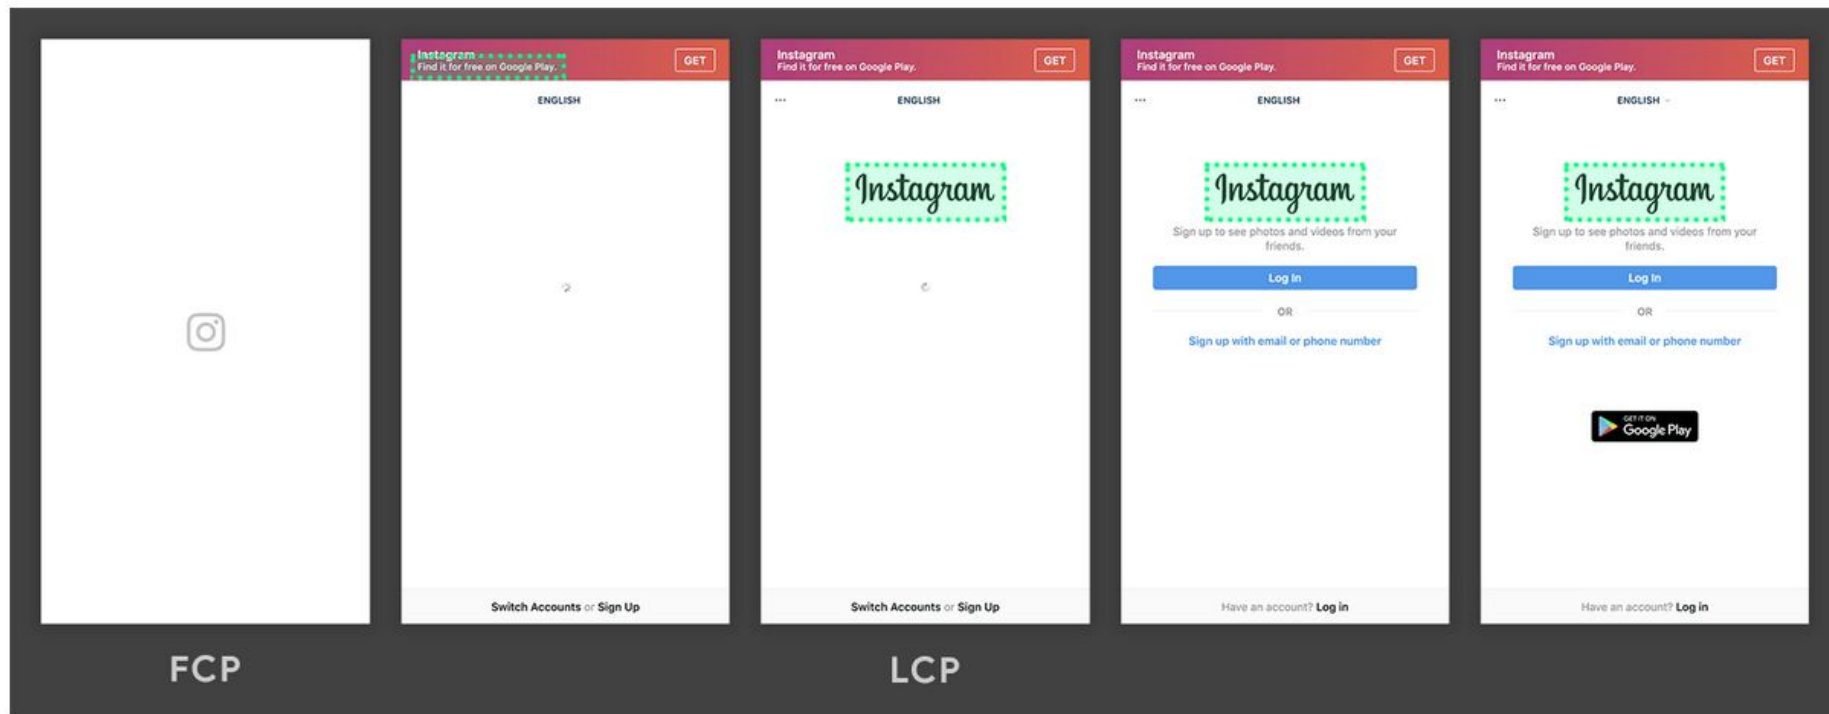 Instagram
Find it for free on Google Play.
GET
ENGLISH
Switch Accounts or Sign Up
Instagram
Find it for free on Google Play.
GET
ENGLISH
Instagram
Switch Accounts or Sign Up
Instagram
Find it for free on Google Play.
GET
ENGLISH
Instagram
Sign up to see photos and videos from your
friends.
Log In
OR
Sign up with email or phone number
Have an account? Log in
Instagram
Find it for free on Google Play.
GET
ENGLISH
Instagram
Sign up to see photos and videos from your
friends.
Log In
OR
Sign up with email or phone number
GET IT ON
Google Play
Have an account? Log in
FCP
LCP